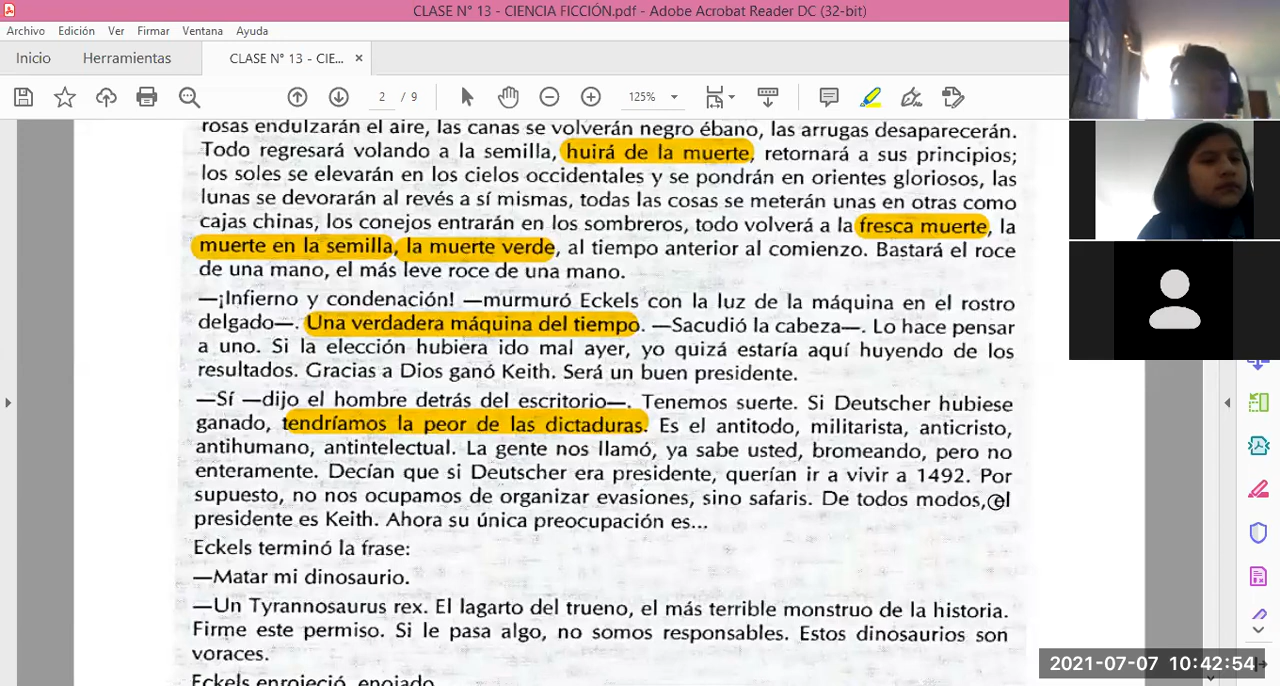 CLASE N° 13 - CIENCIA FICCIÓN.pdf - Adobe Acrobat Reader DC (32-bit)
Archivo Edición Ver Firmar Ventana Ayuda
Inicio Herramientas CLASE N° 13 - CIE... ×
2 / 9 125%
rosas endulzarán el aire, las canas se volverán negro ébano, las arrugas desaparecerán.
Todo regresará volando a la semilla, huirá de la muerte, retornará a sus principios;
los soles se elevarán en los cielos occidentales y se pondrán en orientes gloriosos, las
lunas se devorarán al revés a sí mismas, todas las cosas se meterán unas en otras como
cajas chinas, los conejos entrarán en los sombreros, todo volverá a la fresca muerte, la
muerte en la semilla, la muerte verde, al tiempo anterior al comienzo. Bastará el roce
de una mano, el más leve roce de una mano.
—¡Infierno y condenación! —murmuró Eckels con la luz de la máquina en el rostro
delgado—. Una verdadera máquina del tiempo. —Sacudió la cabeza—. Lo hace pensar
a uno. Si la elección hubiera ido mal ayer, yo quizá estaría aquí huyendo de los
resultados. Gracias a Dios ganó Keith. Será un buen presidente.
—Sí —dijo el hombre detrás del escritorio—. Tenemos suerte. Si Deutscher hubiese
ganado, tendríamos la peor de las dictaduras. Es el antitodo, militarista, anticristo,
antihumano, antintelectual. La gente nos llamó, ya sabe usted, bromeando, pero no
enteramente. Decían que si Deutscher era presidente, querían ir a vivir a 1492. Por
supuesto, no nos ocupamos de organizar evasiones, sino safaris. De todos modos, el
presidente es Keith. Ahora su única preocupación es...
Eckels terminó la frase:
—Matar mi dinosaurio.
—Un Tyrannosaurus rex. El lagarto del trueno, el más terrible monstruo de la historia.
Firme este permiso. Si le pasa algo, no somos responsables. Estos dinosaurios son
voraces.
Eckels enrojeció, enojado.
2021-07-07 10:42:54